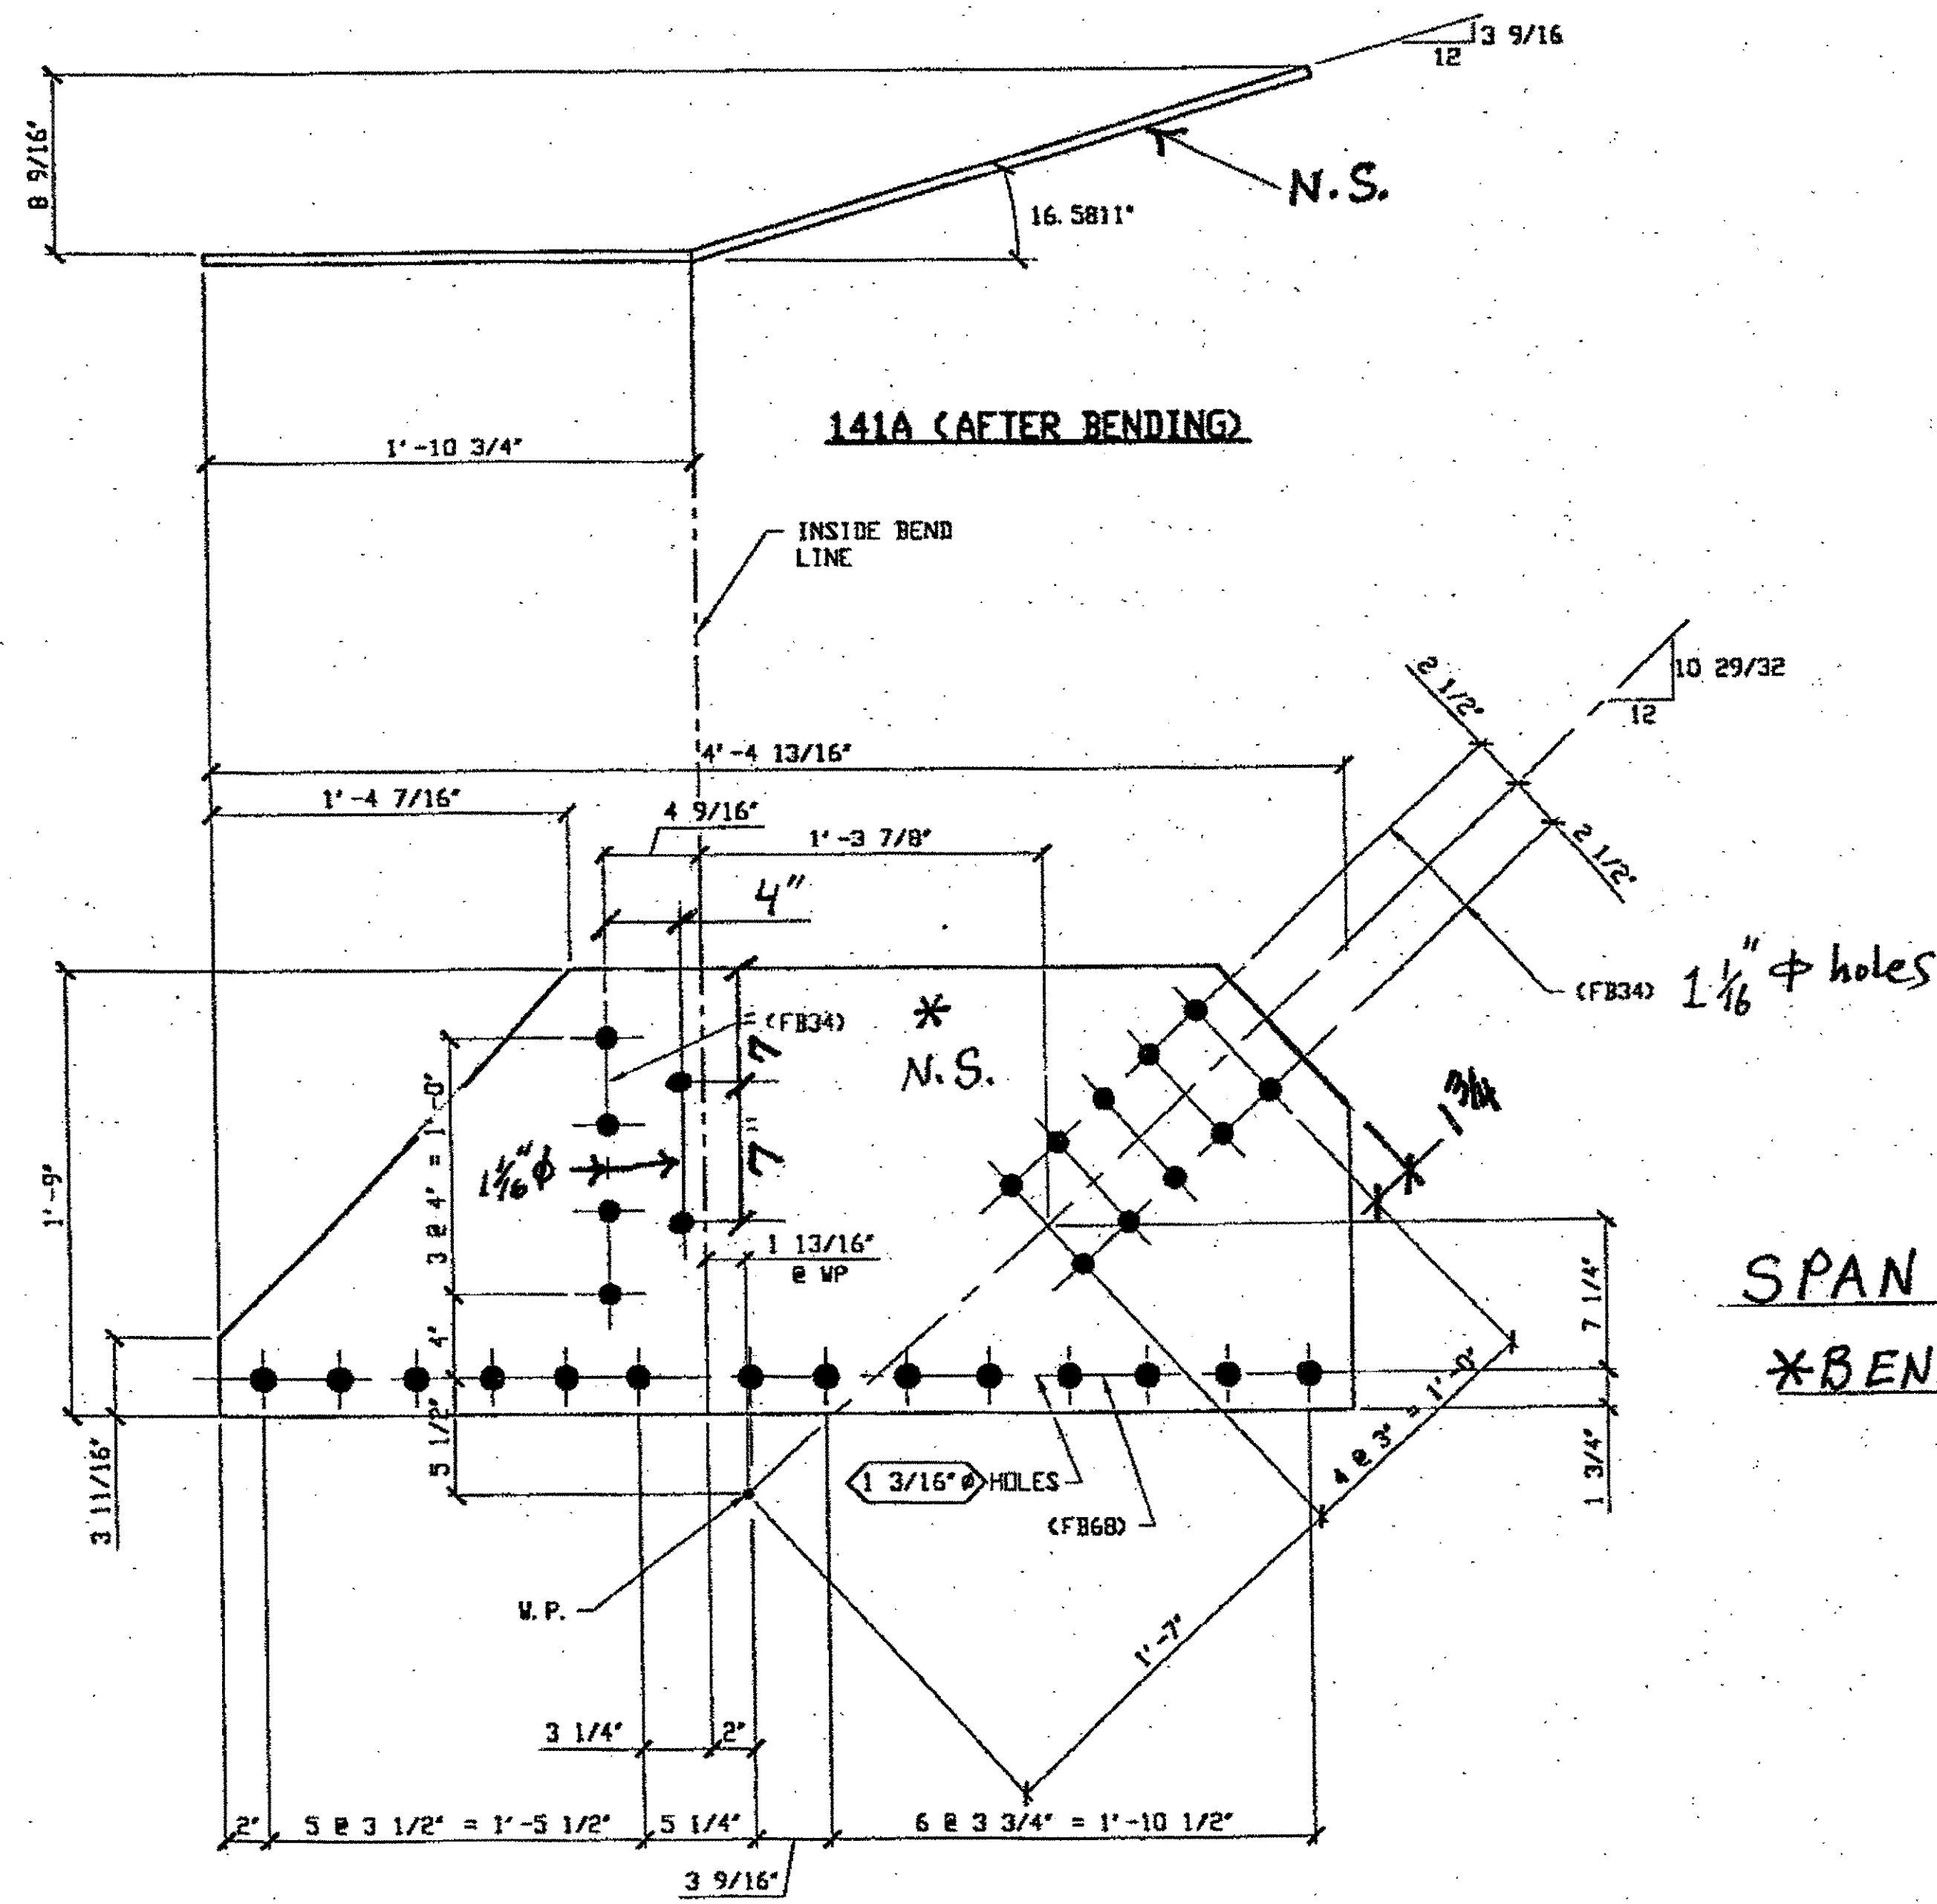 3 9/16
12
8 9/16"
N.S.
16.5811°
141A (AFTER BENDING)
1'-10 3/4"
INSIDE BEND
LINE
2 1/2"
10 29/32
12
4'-4 13/16"
1'-4 7/16"
4 9/16"
1'-3 7/8"
2 1/2"
4"
(FB34)
*
N.S.
7"
(FB34)
1 1/16" φ holes
1 3/4
3 @ 4" = 1'-0"
1'-9"
1 1/16" φ
7"
1 13/16"
@ WP
7 1/4"
SPAN
*BEN
4"
5 1/2"
3 11/16"
1 3/16"ø HOLES
(FB68)
4 @ 3" = 1'-0"
1 3/4"
W.P.
1'-7"
3 1/4"
2"
2"
5 @ 3 1/2" = 1'-5 1/2"
5 1/4"
6 @ 3 3/4" = 1'-10 1/2"
3 9/16"